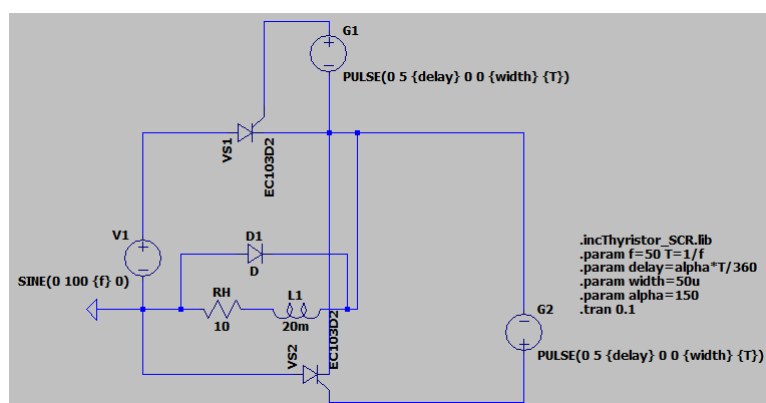 G1
PULSE(0 5 {delay} 0 0 {width} {T})
VS1
EC103D2
V1
SINE(0 100 {f} 0)
D1
D
RH
10
L1
20m
VS2
EC103D2
G2
PULSE(0 5 {delay} 0 0 {width} {T})
.incThyristor_SCR.lib
.param f=50 T=1/f
.param delay=alpha*T/360
.param width=50u
.param alpha=150
.tran 0.1